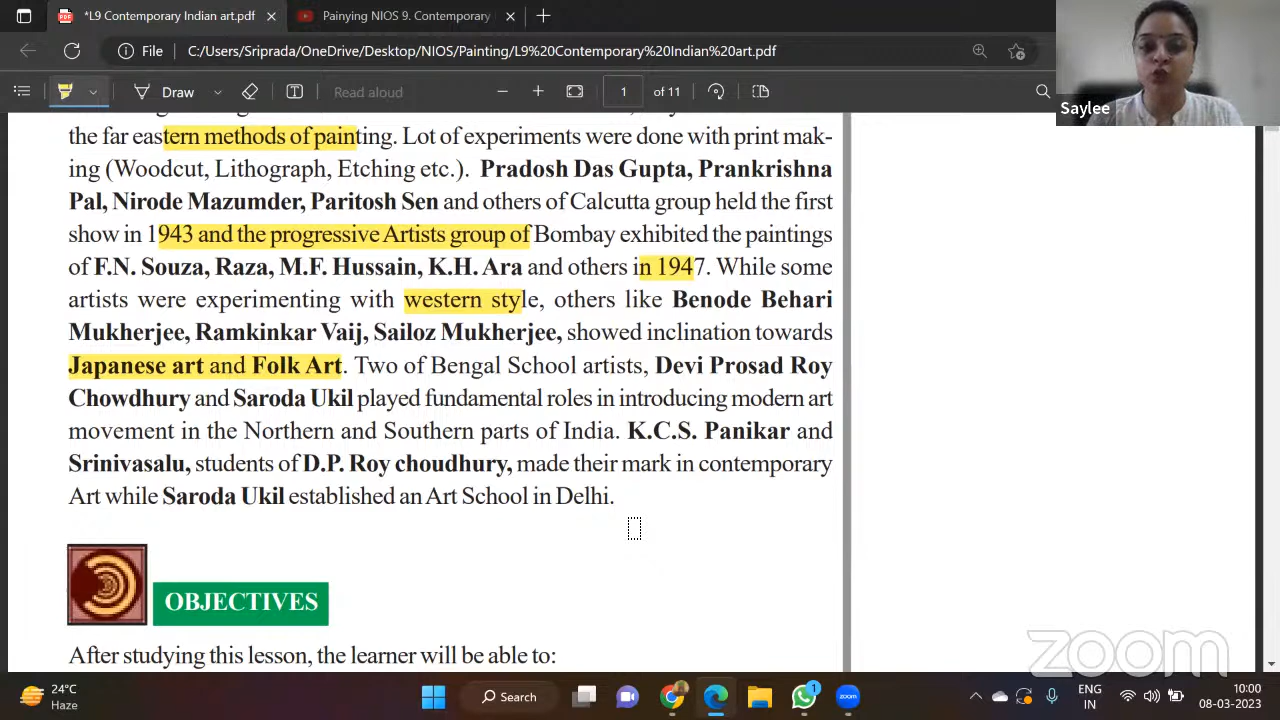 *L9 Contemporary Indian art.pdf
Painying NIOS 9. Contemporary
File
C:/Users/Sriprada/OneDrive/Desktop/NIOS/Painting/L9%20Contemporary%20Indian%20art.pdf
Draw
Read aloud
1
of 11
Saylee
the far eastern methods of painting. Lot of experiments were done with print mak-
ing (Woodcut, Lithograph, Etching etc.). Pradosh Das Gupta, Prankrishna
Pal, Nirode Mazumder, Paritosh Sen and others of Calcutta group held the first
show in 1943 and the progressive Artists group of Bombay exhibited the paintings
of F.N. Souza, Raza, M.F. Hussain, K.H. Ara and others in 1947. While some
artists were experimenting with western style, others like Benode Behari
Mukherjee, Ramkinkar Vaij, Sailoz Mukherjee, showed inclination towards
Japanese art and Folk Art. Two of Bengal School artists, Devi Prosad Roy
Chowdhury and Saroda Ukil played fundamental roles in introducing modern art
movement in the Northern and Southern parts of India. K.C.S. Panikar and
Srinivasalu, students of D.P. Roy choudhury, made their mark in contemporary
Art while Saroda Ukil established an Art School in Delhi.
OBJECTIVES
After studying this lesson, the learner will be able to:
zoom
24°C
Haze
Search
zoom
1
ENG
IN
10:00
08-03-2023